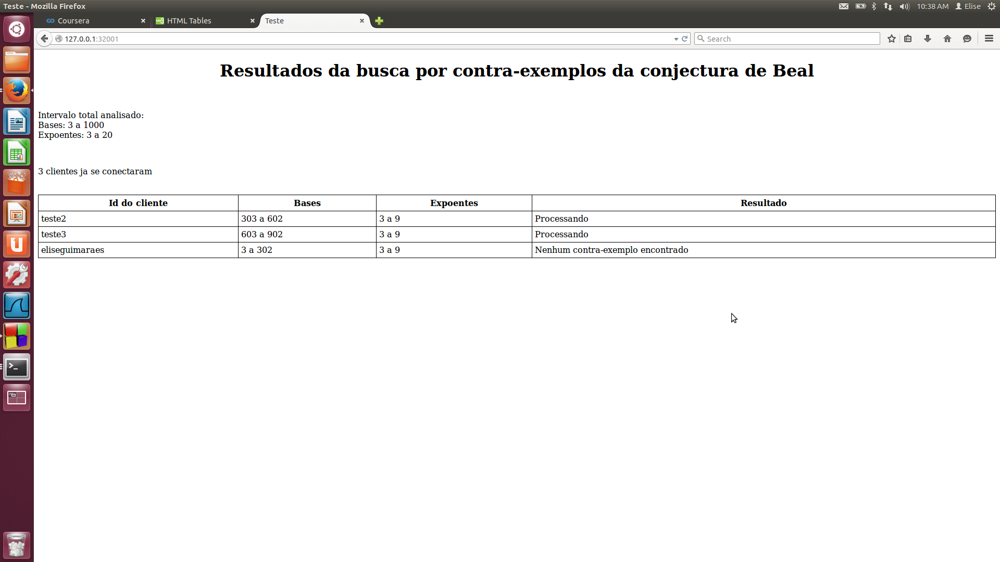 Teste - Mozilla Firefox
10:38 AM Elise
Coursera
HTML Tables
Teste
127.0.0.1:32001
Search
Resultados da busca por contra-exemplos da conjectura de Beal
Intervalo total analisado:
Bases: 3 a 1000
Expoentes: 3 a 20
3 clientes ja se conectaram
Id do cliente Bases Expoentes Resultado
teste2 303 a 602 3 a 9 Processando
teste3 603 a 902 3 a 9 Processando
eliseguimaraes 3 a 302 3 a 9 Nenhum contra-exemplo encontrado